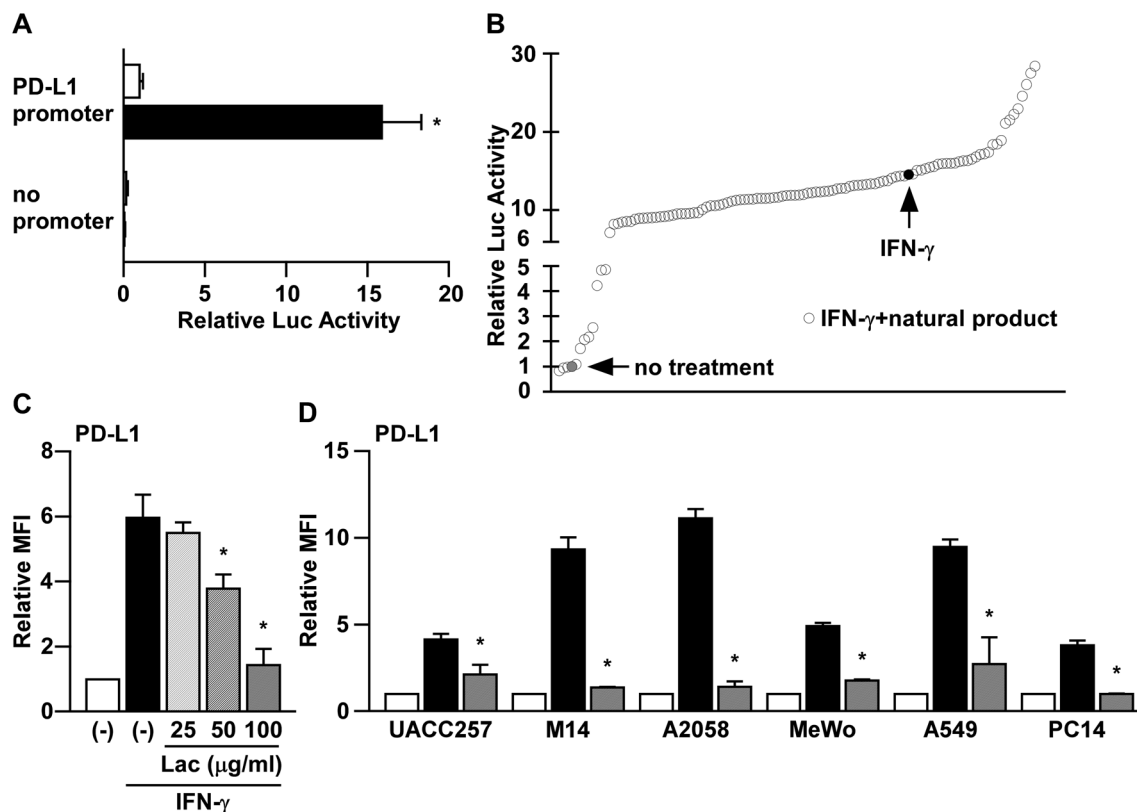 A
PD-L1
promoter
*
no
promoter
0 5 10 15 20
Relative Luc Activity
B
30
20
10
6
5
4
3
2
1
0
Relative Luc Activity
IFN-γ
IFN-γ+natural product
no treatment
C
PD-L1
8
6
4
2
0
Relative MFI
* *
(-) (-) 25 50 100
Lac (μg/ml)
IFN-γ
D
PD-L1
15
10
5
0
Relative MFI
* * * * * *
UACC257 M14 A2058 MeWo A549 PC14